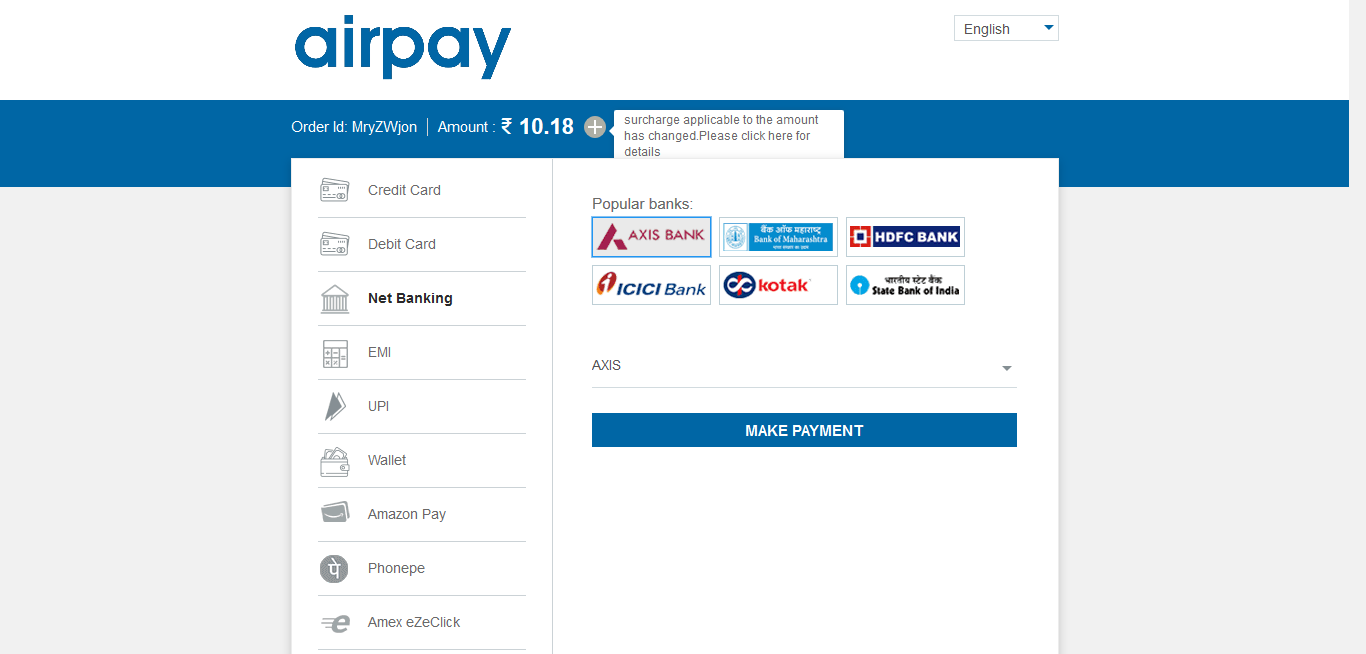 airpay
English
Order Id: MryZWjon | Amount : ₹ 10.18
surcharge applicable to the amount
has changed.Please click here for
details
Credit Card
Debit Card
Net Banking
EMI
UPI
Wallet
Amazon Pay
पे Phonepe
Amex eZeClick
Popular banks:
AXIS BANK
बैंक ऑफ महाराष्ट्र
Bank of Maharashtra
HDFC BANK
ICICI Bank
kotak
भारतीय स्टेट बैंक
State Bank of India
AXIS
MAKE PAYMENT